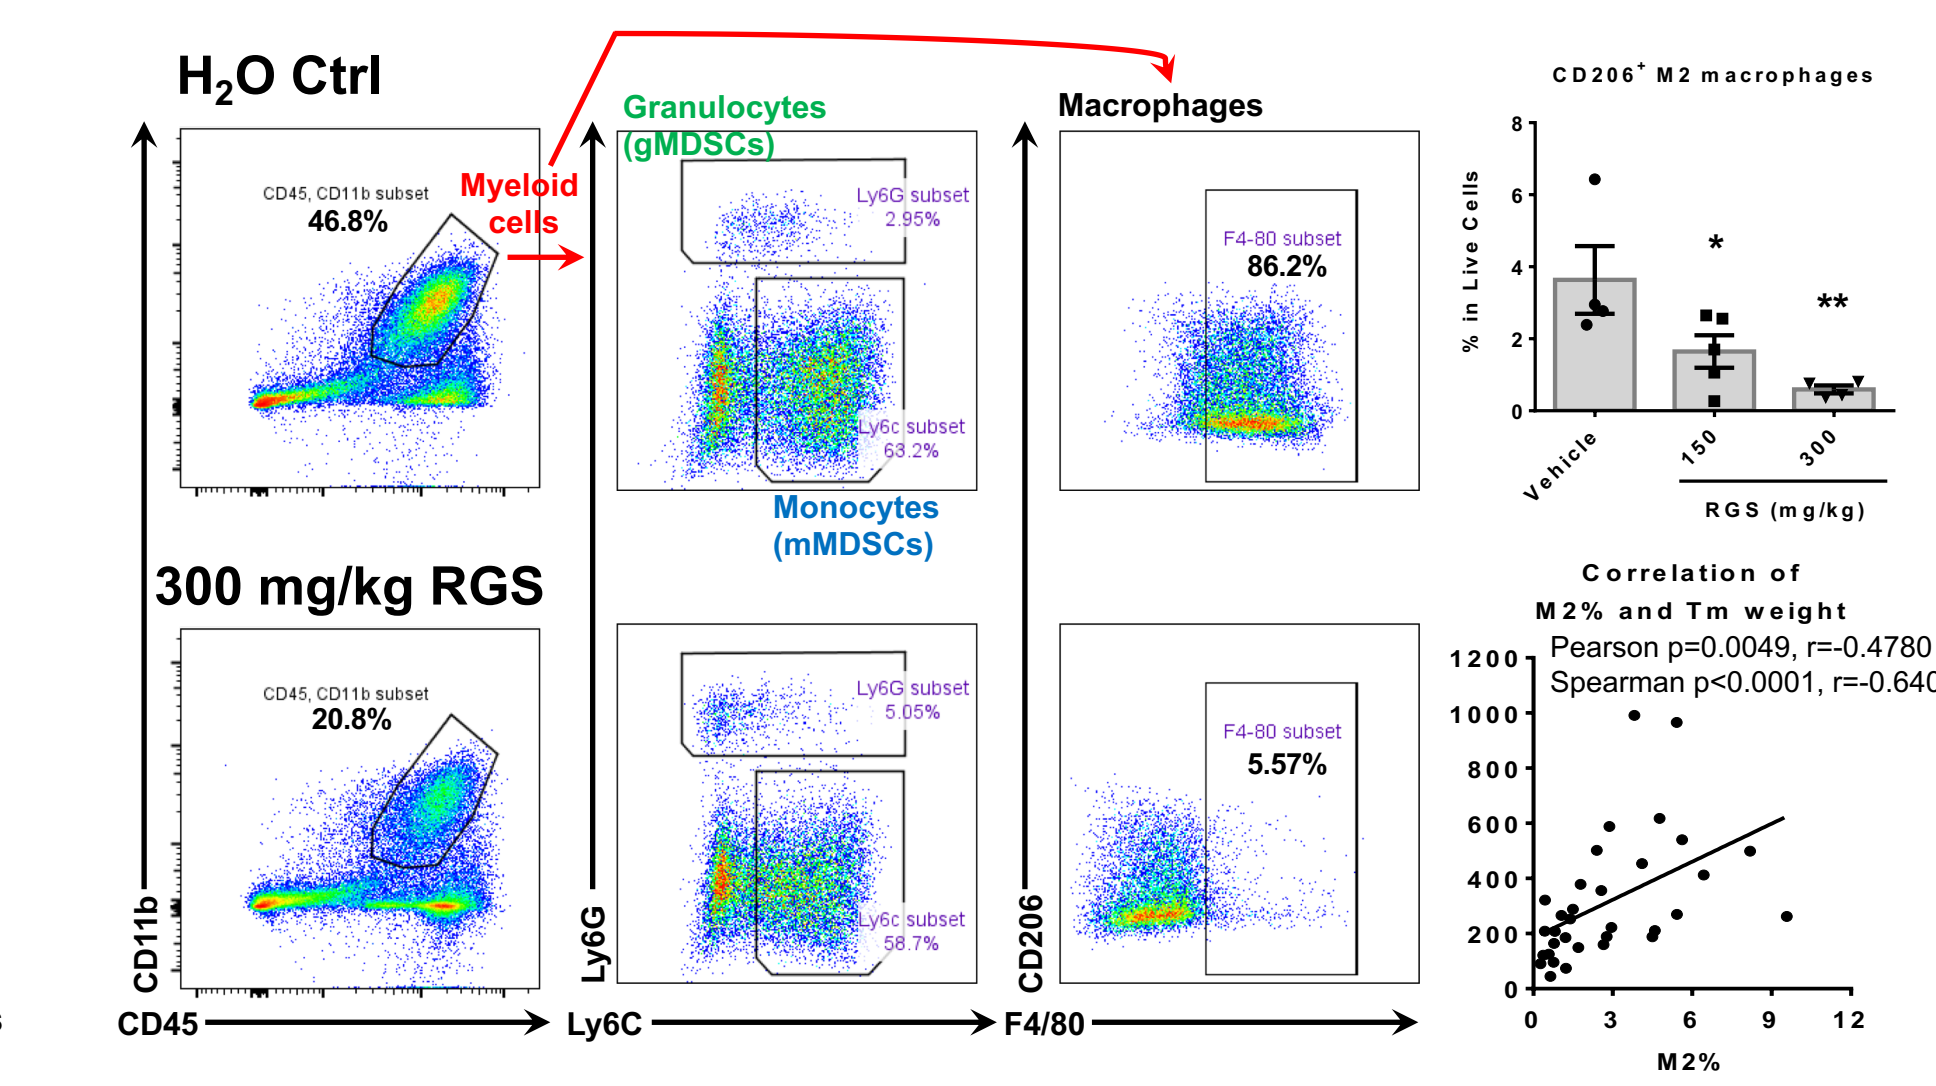 H2O Ctrl
CD45, CD11b subset
46.8%
Myeloid
cells
Granulocytes
(gMDSCs)
Ly6G subset
2.95%
Ly6c subset
63.2%
Monocytes
(mMDSCs)
Macrophages
F4-80 subset
86.2%
300 mg/kg RGS
CD45, CD11b subset
20.8%
Ly6G subset
5.05%
Ly6c subset
58.7%
F4-80 subset
5.57%
CD11b
CD45
Ly6G
Ly6C
CD206
F4/80
CD206+ M2 macrophages
% in Live Cells
8
6
4
2
0
*
**
Vehicle
150
300
RGS (mg/kg)
Correlation of
M2% and Tm weight
Pearson p=0.0049, r=-0.4780
Spearman p<0.0001, r=-0.640
1200
1000
800
600
400
200
0
0 3 6 9 12
M2%